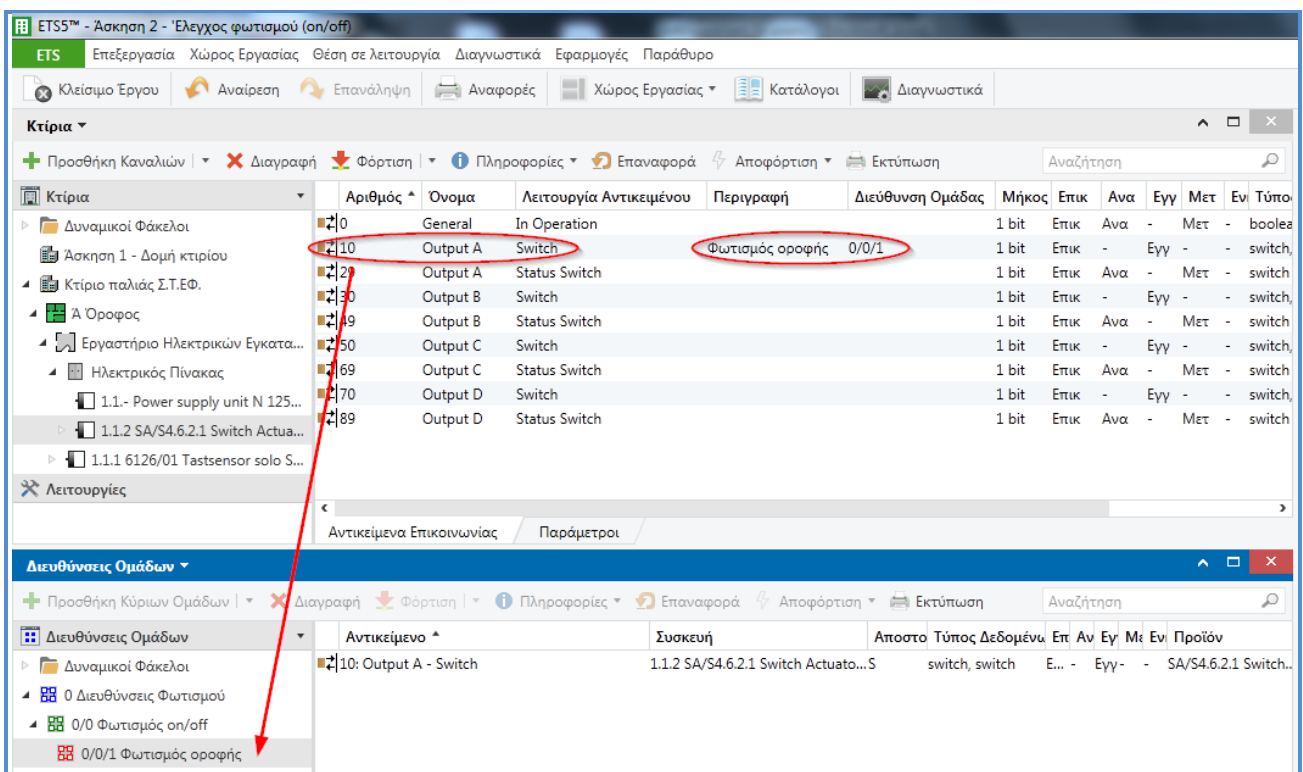 ETS5™ - Άσκηση 2 - 'Ελεγχος φωτισμού (on/off)
ETS Επεξεργασία Χώρος Εργασίας Θέση σε λειτουργία Διαγνωστικά Εφαρμογές Παράθυρο
Κλείσιμο Έργου Αναίρεση Επανάληψη Αναφορές Χώρος Εργασίας Κατάλογοι Διαγνωστικά
Κτίρια
Προσθήκη Καναλιών Διαγραφή Φόρτιση Πληροφορίες Επαναφορά Αποφόρτιση Εκτύπωση Αναζήτηση
Κτίρια
Δυναμικοί Φάκελοι
Άσκηση 1 - Δομή κτιρίου
Κτίριο παλιάς Σ.Τ.ΕΦ.
Ά Όροφος
Εργαστήριο Ηλεκτρικών Εγκατα...
Ηλεκτρικός Πίνακας
1.1.- Power supply unit N 125...
1.1.2 SA/S4.6.2.1 Switch Actua...
1.1.1 6126/01 Tastsensor solo S...
Λειτουργίες
Αριθμός Όνομα Λειτουργία Αντικειμένου Περιγραφή Διεύθυνση Ομάδας Μήκος Επικ Ανα Εγγ Μετ Ενι Τύπο
0 General In Operation 1 bit Επικ Ανα - Μετ - boolea
10 Output A Switch Φωτισμός οροφής 0/0/1 1 bit Επικ - Εγγ - - switch,
29 Output A Status Switch 1 bit Επικ Ανα - Μετ - switch
30 Output B Switch 1 bit Επικ - Εγγ - - switch,
49 Output B Status Switch 1 bit Επικ Ανα - Μετ - switch
50 Output C Switch 1 bit Επικ - Εγγ - - switch,
69 Output C Status Switch 1 bit Επικ Ανα - Μετ - switch
70 Output D Switch 1 bit Επικ - Εγγ - - switch,
89 Output D Status Switch 1 bit Επικ Ανα - Μετ - switch
Αντικείμενα Επικοινωνίας Παράμετροι
Διευθύνσεις Ομάδων
Προσθήκη Κύριων Ομάδων Διαγραφή Φόρτιση Πληροφορίες Επαναφορά Αποφόρτιση Εκτύπωση Αναζήτηση
Διευθύνσεις Ομάδων
Δυναμικοί Φάκελοι
0 Διευθύνσεις Φωτισμού
0/0 Φωτισμός on/off
0/0/1 Φωτισμός οροφής
Αντικείμενο Συσκευή Αποστο Τύπος Δεδομένω Επ Αν Εγ Με Ενι Προϊόν
10: Output A - Switch 1.1.2 SA/S4.6.2.1 Switch Actuato... S switch, switch Ε... - Εγγ - - SA/S4.6.2.1 Switch..